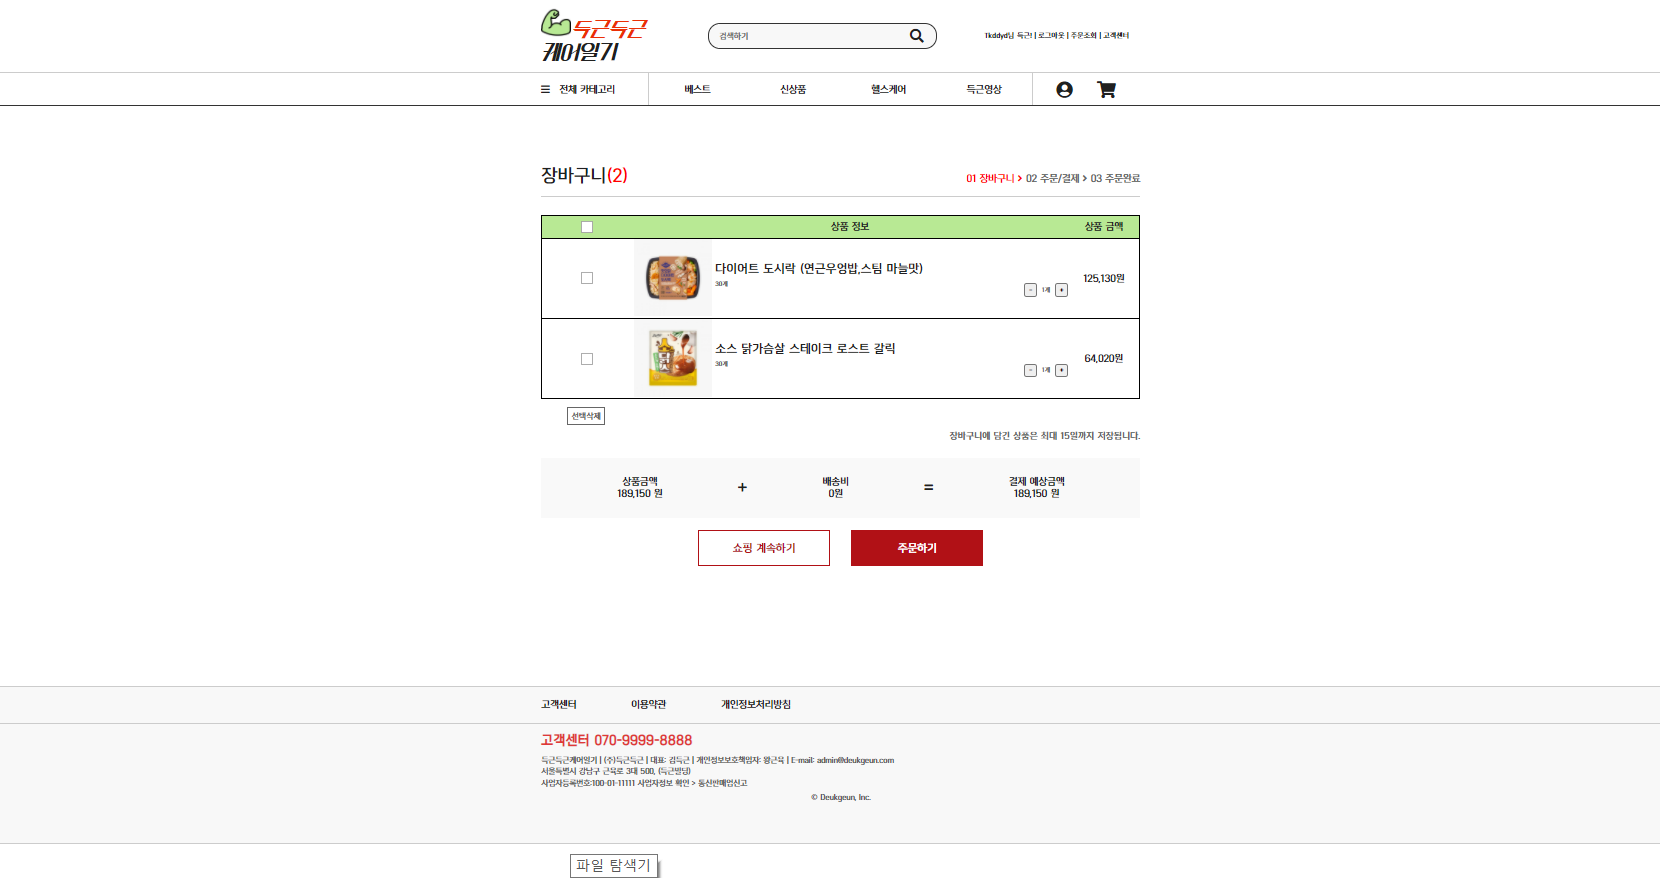 득근득근
케어일기
검색하기
Tkddyd님 득근! | 로그아웃 | 주문조회 | 고객센터
전체 카테고리
베스트
신상품
헬스케어
득근영상
장바구니(2)
01 장바구니 > 02 주문/결제 > 03 주문완료
상품 정보
상품 금액
다이어트 도시락 (연근우엉밥,스팀 마늘맛)
30개
- 1개 +
125,130원
소스 닭가슴살 스테이크 로스트 갈릭
30개
- 1개 +
64,020원
선택삭제
장바구니에 담긴 상품은 최대 15일까지 저장됩니다.
상품금액
189,150 원
+
배송비
0원
=
결제 예상금액
189,150 원
쇼핑 계속하기
주문하기
고객센터
이용약관
개인정보처리방침
고객센터 070-9999-8888
득근득근케어일기 | (주)득근득근 | 대표: 김득근 | 개인정보보호책임자: 왕근육 | E-mail: admin@deukgeun.com
서울특별시 강남구 근육로 3대 500, (득근빌딩)
사업자등록번호:100-01-11111 사업자정보 확인 > 통신판매업신고
© Deukgeun, Inc.
파일 탐색기